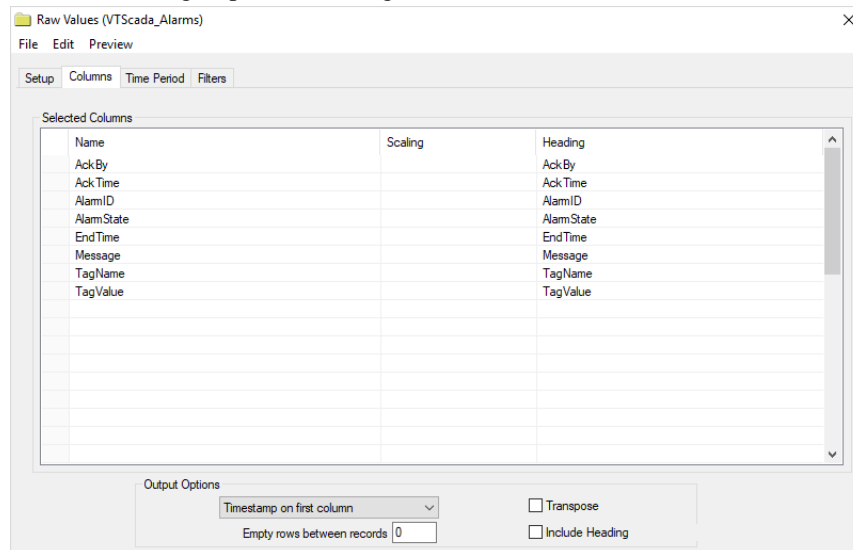 Raw Values (VTScada_Alarms)
File Edit Preview
Setup Columns Time Period Filters
Selected Columns
Name Scaling Heading
AckBy AckBy
AckTime AckTime
AlarmID AlarmID
AlarmState AlarmState
EndTime EndTime
Message Message
TagName TagName
TagValue TagValue
Output Options
Timestamp on first column Transpose
Empty rows between records 0 Include Heading